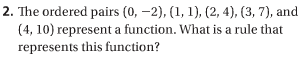 2. The ordered pairs (0, −2), (1, 1), (2, 4), (3, 7), and
(4, 10) represent a function. What is a rule that
represents this function?